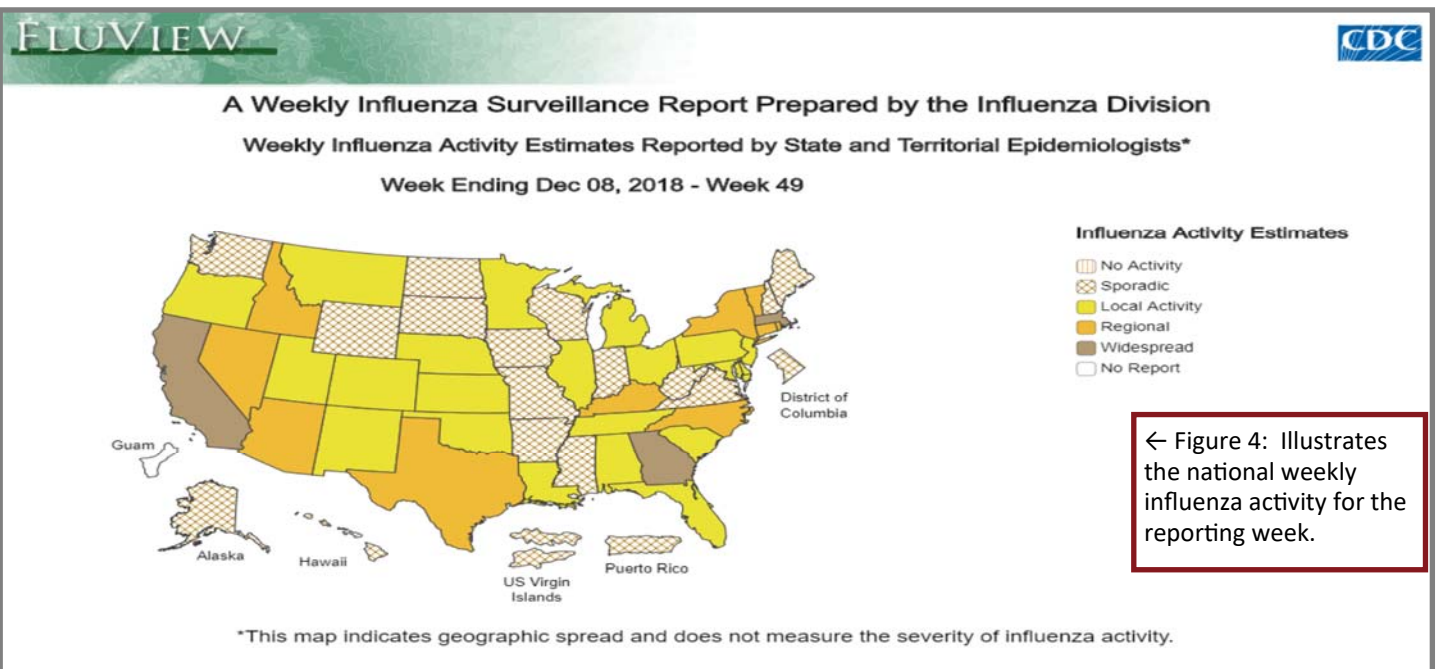 FLUVIEW
CDC
A Weekly Influenza Surveillance Report Prepared by the Influenza Division
Weekly Influenza Activity Estimates Reported by State and Territorial Epidemiologists*
Week Ending Dec 08, 2018 - Week 49
Influenza Activity Estimates
No Activity
Sporadic
Local Activity
Regional
Widespread
No Report
District of
Columbia
Guam
Alaska
Hawaii
US Virgin
Islands
Puerto Rico
← Figure 4: Illustrates
the national weekly
influenza activity for the
reporting week.
*This map indicates geographic spread and does not measure the severity of influenza activity.